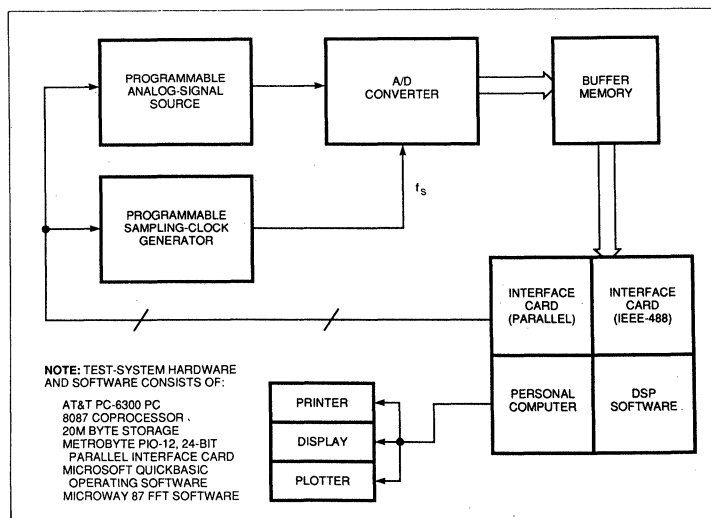 PROGRAMMABLE
ANALOG-SIGNAL
SOURCE
A/D
CONVERTER
BUFFER
MEMORY
fS
PROGRAMMABLE
SAMPLING-CLOCK
GENERATOR
INTERFACE
CARD
(PARALLEL)
INTERFACE
CARD
(IEEE-488)
PERSONAL
COMPUTER
DSP
SOFTWARE
PRINTER
DISPLAY
PLOTTER
NOTE: TEST-SYSTEM HARDWARE
AND SOFTWARE CONSISTS OF:
AT&T PC-6300 PC
8087 COPROCESSOR
20M BYTE STORAGE
METROBYTE PIO-12, 24-BIT
PARALLEL INTERFACE CARD
MICROSOFT QUICKBASIC
OPERATING SOFTWARE
MICROWAY 87 FFT SOFTWARE